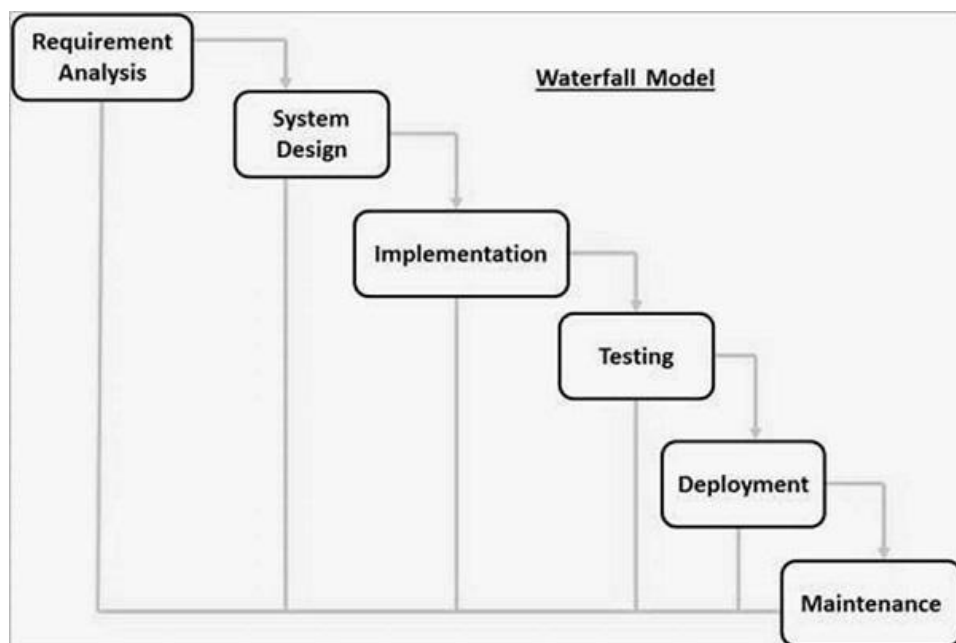 Requirement
Analysis
Waterfall Model
System
Design
Implementation
Testing
Deployment
Maintenance